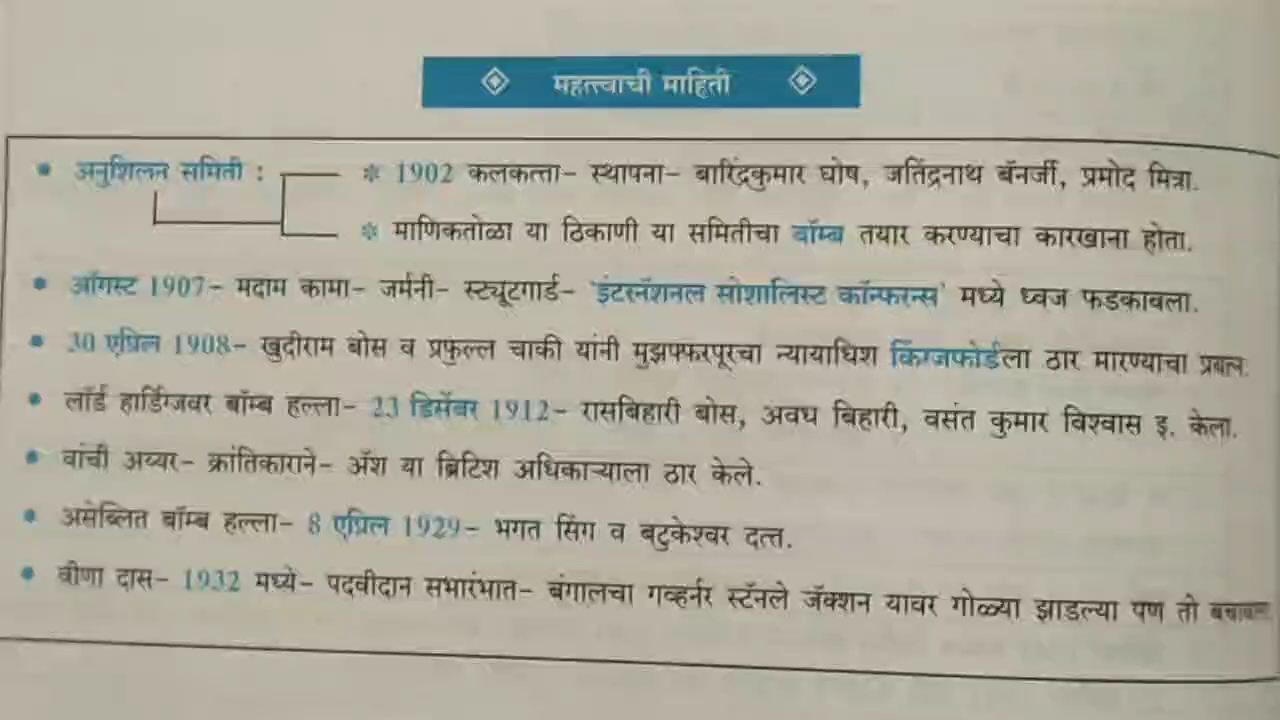 महत्त्वाची माहिती
• अनुशिलन समिती : * 1902 कलकत्ता- स्थापना- बारिंद्रकुमार घोष, जतिंद्रनाथ बॅनर्जी, प्रमोद मित्रा.
* माणिकतोळा या ठिकाणी या समितीचा बॉम्ब तयार करण्याचा कारखाना होता.
• ऑगस्ट 1907- मदाम कामा- जर्मनी- स्ट्यूटगार्ड- 'इंटरनॅशनल सोशालिस्ट कॉन्फरन्स' मध्ये ध्वज फडकावला.
• 30 एप्रिल 1908- खुदीराम बोस व प्रफुल्ल चाकी यांनी मुझफ्फरपूरचा न्यायाधिश किंग्जफोर्डला ठार मारण्याचा
• लॉर्ड हार्डिंग्जवर बॉम्ब हल्ला- 23 डिसेंबर 1912- रासबिहारी बोस, अवध बिहारी, वसंत कुमार विश्वास इ. केला.
• वांची अय्यर- क्रांतिकाराने- ॲश या ब्रिटिश अधिकाऱ्याला ठार केले.
• असेब्लित बॉम्ब हल्ला- 8 एप्रिल 1929- भगत सिंग व बटुकेश्वर दत्त.
• वीणा दास- 1932 मध्ये- पदवीदान सभारंभात- बंगालचा गव्हर्नर स्टॅनले जॅक्शन यावर गोळ्या झाडल्या पण तो